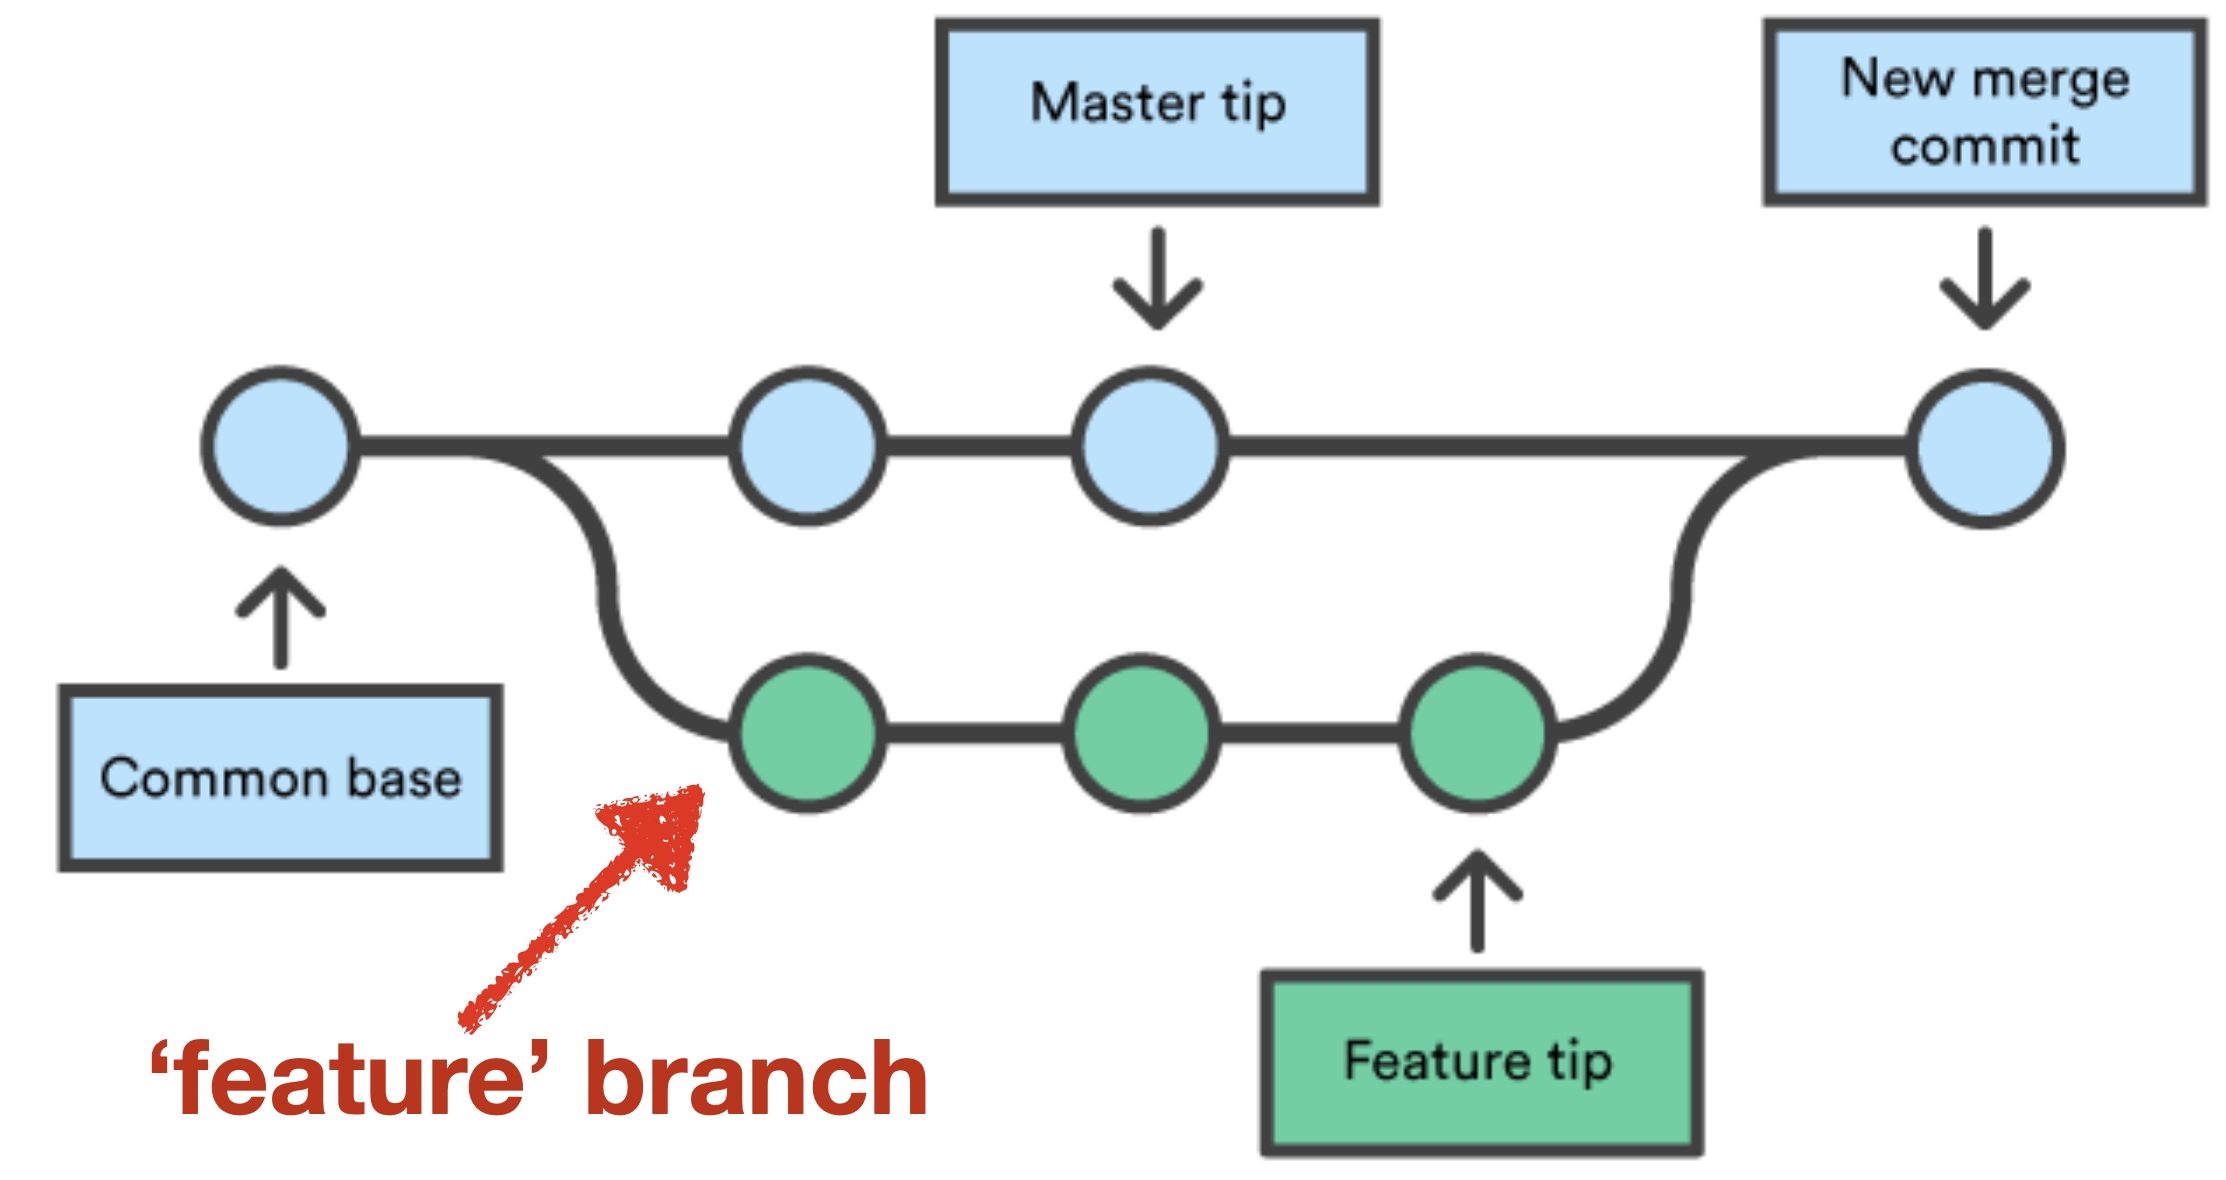 Master tip
New merge
commit
Common base
‘feature’ branch
Feature tip